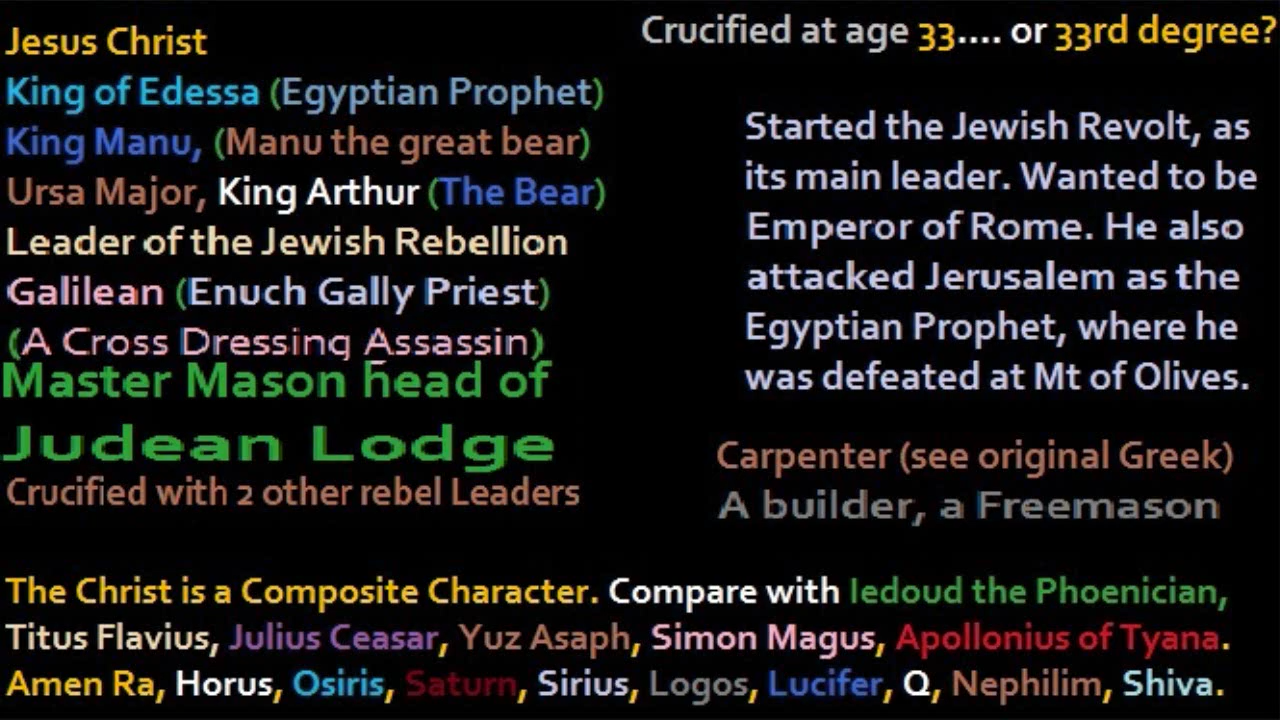 Jesus Christ
King of Edessa (Egyptian Prophet)
King Manu, (Manu the great bear)
Ursa Major, King Arthur (The Bear)
Leader of the Jewish Rebellion
Galilean (Enuch Gally Priest)
(A Cross Dressing Assassin)
Master Mason head of
Judean Lodge
Crucified with 2 other rebel Leaders
Crucified at age 33.... or 33rd degree?
Started the Jewish Revolt, as
its main leader. Wanted to be
Emperor of Rome. He also
attacked Jerusalem as the
Egyptian Prophet, where he
was defeated at Mt of Olives.
Carpenter (see original Greek)
A builder, a Freemason
The Christ is a Composite Character. Compare with Iedoud the Phoenician,
Titus Flavius, Julius Ceasar, Yuz Asaph, Simon Magus, Apollonius of Tyana.
Amen Ra, Horus, Osiris, Saturn, Sirius, Logos, Lucifer, Q, Nephilim, Shiva.